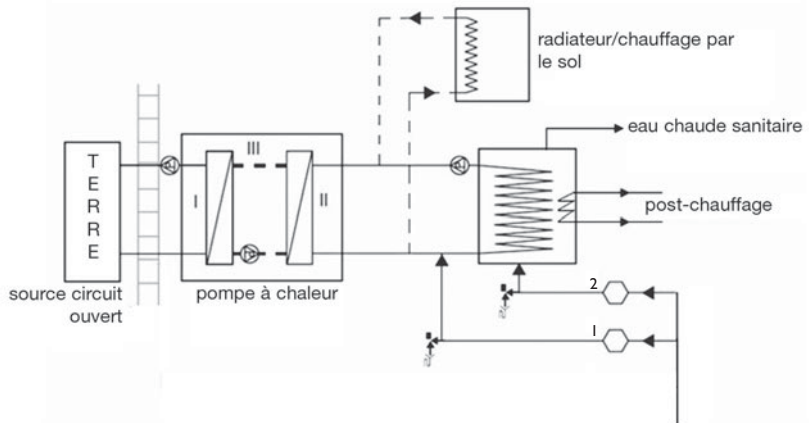 radiateur/chauffage par
le sol
eau chaude sanitaire
TERRE
III
I
II
post-chauffage
source circuit
ouvert
pompe à chaleur
2
1